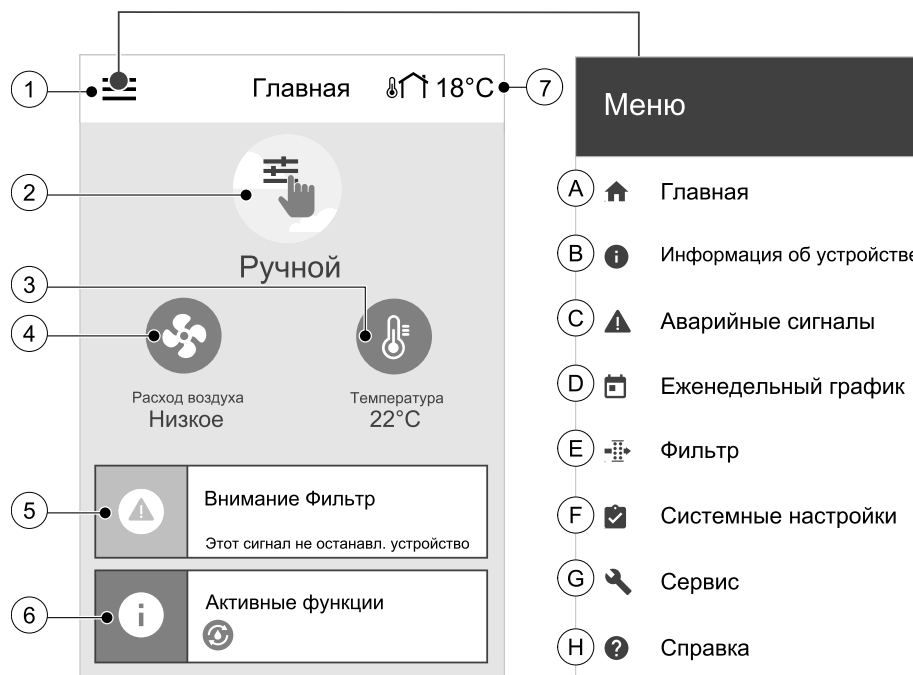 1
Главная
18°C
7
2
Ручной
3
4
Расход воздуха
Низкое
Температура
22°C
5
Внимание Фильтр
Этот сигнал не останавл. устройство
6
Активные функции
Меню
A
Главная
B
Информация об устройстве
C
Аварийные сигналы
D
Еженедельный график
E
Фильтр
F
Системные настройки
G
Сервис
H
Справка